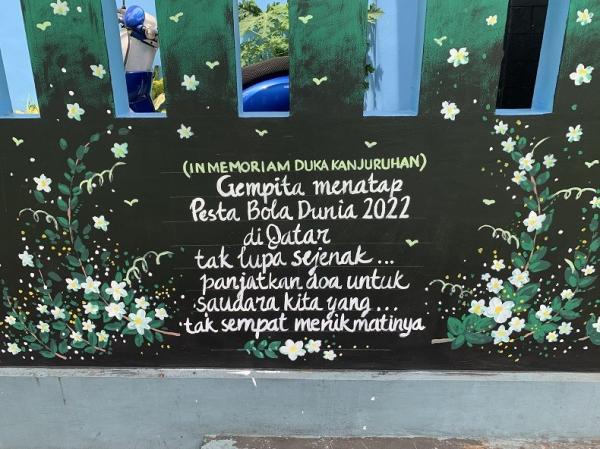 (IN MEMORIAM DUKA KANJURUHAN)
Gempita menatap
Pesta Bola Dunia 2022
di Qatar
tak lupa sejenak...
panjatkan doa untuk
saudara kita yang...
tak sempat menikmatinya